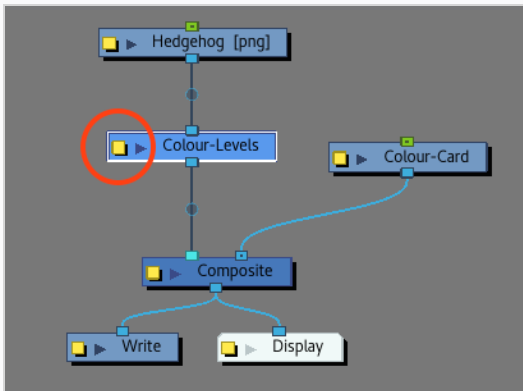 Hedgehog [png]
Colour-Levels
Colour-Card
Composite
Write
Display